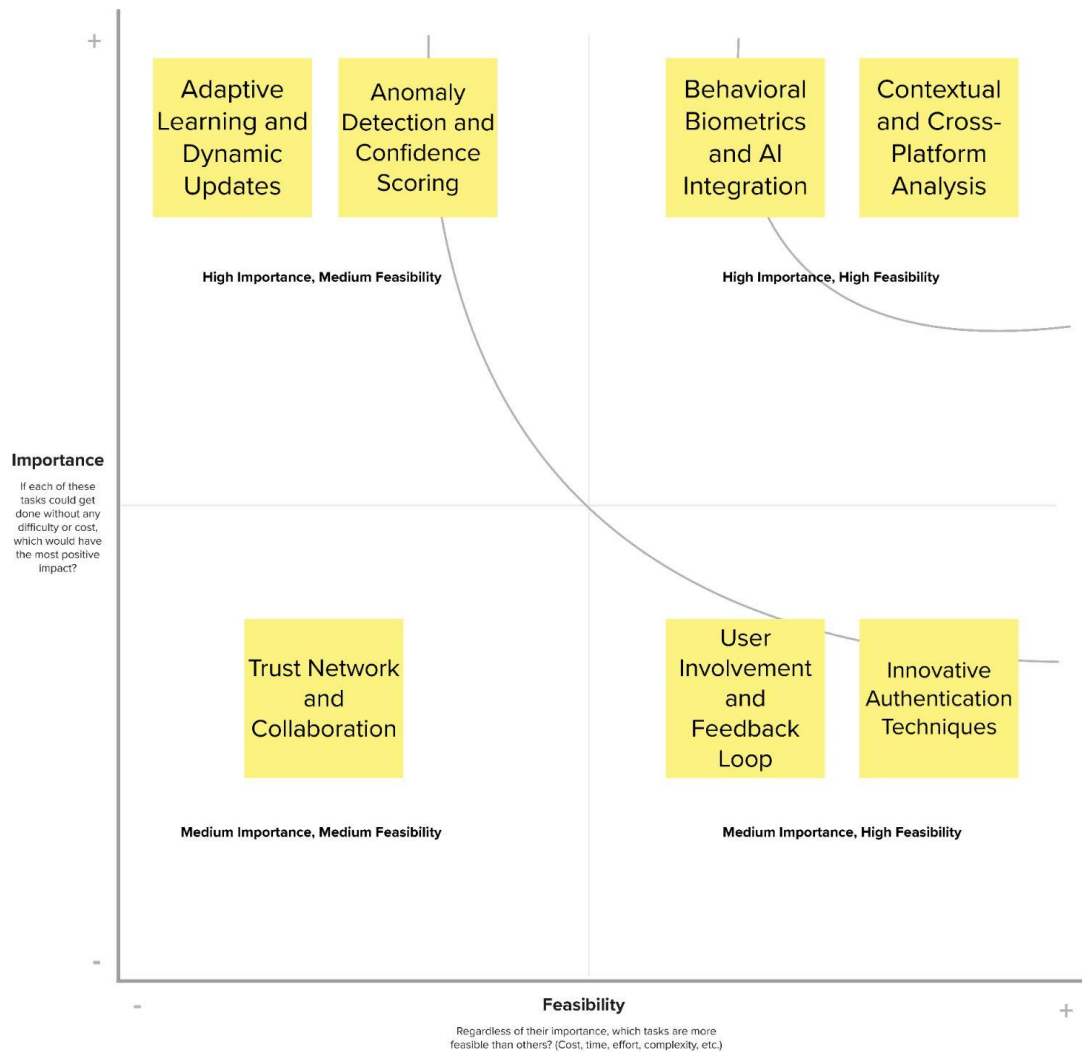 +
Adaptive
Learning and
Dynamic
Updates
Anomaly
Detection and
Confidence
Scoring
Behavioral
Biometrics
and AI
Integration
Contextual
and Cross-
Platform
Analysis
High Importance, Medium Feasibility
High Importance, High Feasibility
Importance
If each of these
tasks could get
done without any
difficulty or cost,
which would have
the most positive
impact?
Trust Network
and
Collaboration
User
Involvement
and
Feedback
Loop
Innovative
Authentication
Techniques
Medium Importance, Medium Feasibility
Medium Importance, High Feasibility
-
-
Feasibility
+
Regardless of their importance, which tasks are more
feasible than others? (Cost, time, effort, complexity, etc.)